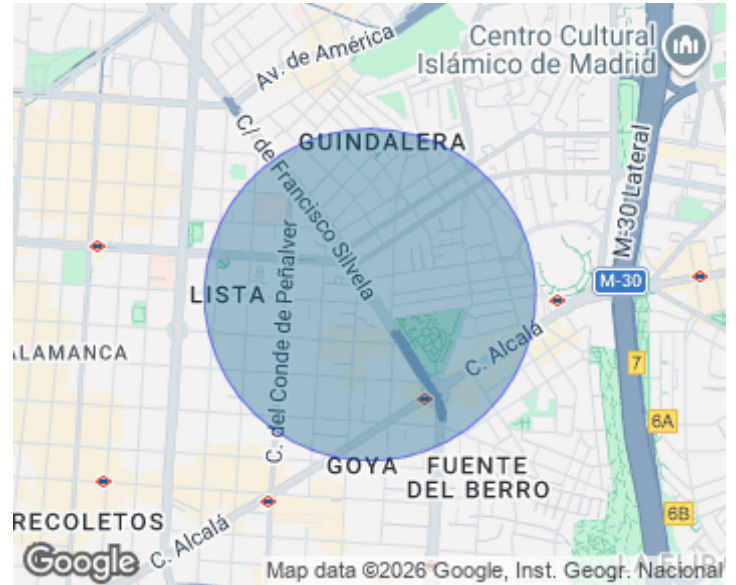 Centro Cultural
Islámico de Madrid
Av. de América
C/ de Francisco Silvela
GUINDALERA
M-30 Lateral
M-30
C. del Conde de Peñalver
LISTA
C. Alcalá
ALAMANCA
7
6A
GOYA
FUENTE
DEL BERRO
6B
RECOLETOS
C. Alcalá
Google
Map data ©2026 Google, Inst. Geogr. Nacional